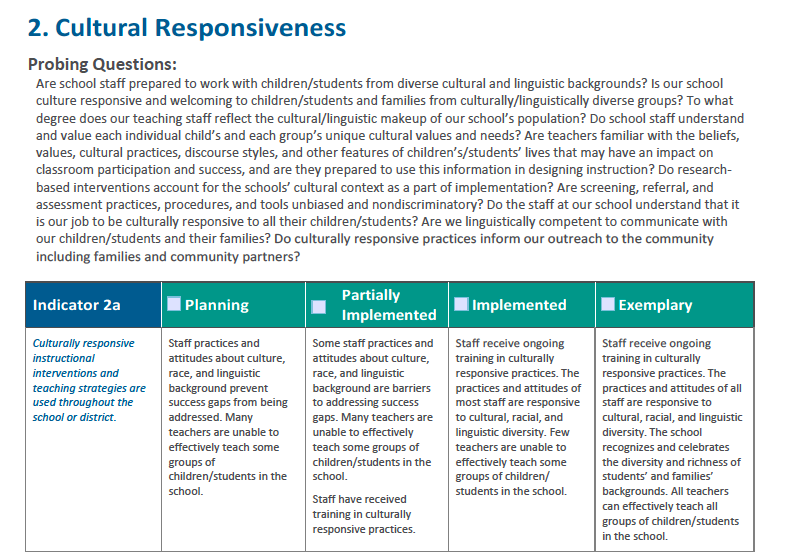 2. Cultural Responsiveness
Probing Questions:
Are school staff prepared to work with children/students from diverse cultural and linguistic backgrounds? Is our school
culture responsive and welcoming to children/students and families from culturally/linguistically diverse groups? To what
degree does our teaching staff reflect the cultural/linguistic makeup of our school's population? Do school staff understand
and value each individual child's and each group's unique cultural values and needs? Are teachers familiar with the beliefs,
values, cultural practices, discourse styles, and other features of children's/students' lives that may have an impact on
classroom participation and success, and are they prepared to use this information in designing instruction? Do research-
based interventions account for the schools' cultural context as a part of implementation? Are screening, referral, and
assessment practices, procedures, and tools unbiased and nondiscriminatory? Do the staff at our school understand that it
is our job to be culturally responsive to all their children/students? Are we linguistically competent to communicate with
our children/students and their families? Do culturally responsive practices inform our outreach to the community
including families and community partners?
Indicator 2a
Planning
Partially
Implemented
Implemented
Exemplary
Culturally responsive
instructional
interventions and
teaching strategies are
used throughout the
school or district.
Staff practices and
attitudes about culture,
race, and linguistic
background prevent
success gaps from being
addressed. Many
teachers are unable to
effectively teach some
groups of
children/students in the
school.
Some staff practices and
attitudes about culture,
race, and linguistic
background are barriers
to addressing success
gaps. Many teachers are
unable to effectively
teach some groups of
children/students in the
school.
Staff have received
training in culturally
responsive practices.
Staff receive ongoing
training in culturally
responsive practices. The
practices and attitudes of
most staff are responsive
to cultural, racial, and
linguistic diversity. Few
teachers are unable to
effectively teach some
groups of children/
students in the school.
Staff receive ongoing
training in culturally
responsive practices. The
practices and attitudes of all
staff are responsive to
cultural, racial, and linguistic
diversity. The school
recognizes and celebrates
the diversity and richness of
students' and families'
backgrounds. All teachers
can effectively teach all
groups of children/students
in the school.